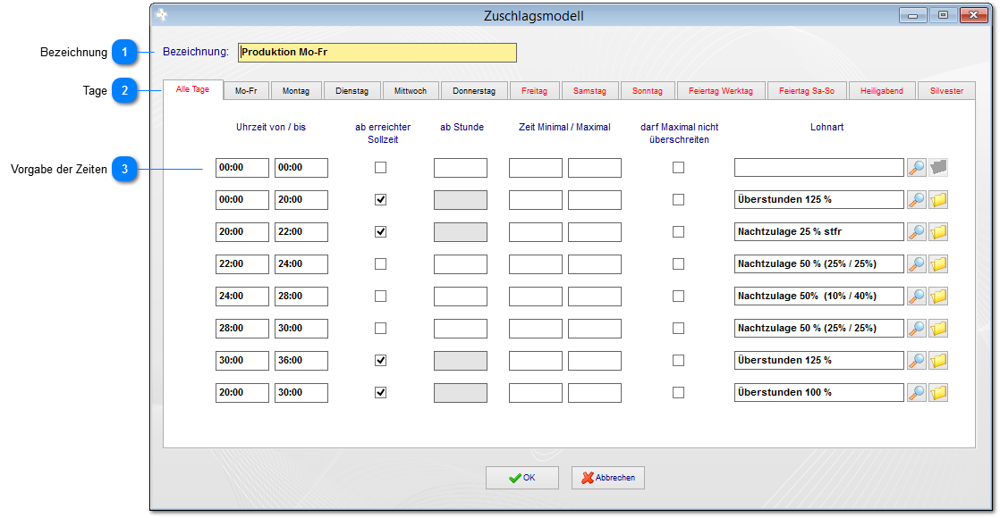 Zuschlagsmodell
Bezeichnung 1
Bezeichnung: Produktion Mo-Fr
Tage 2
Alle Tage Mo-Fr Montag Dienstag Mittwoch Donnerstag Freitag Samstag Sonntag Feiertag Werktag Feiertag Sa-So Heiligabend Silvester
Uhrzeit von / bis ab erreichter Sollzeit ab Stunde Zeit Minimal / Maximal darf Maximal nicht überschreiten Lohnart
Vorgabe der Zeiten 3
00:00 00:00
00:00 20:00 Überstunden 125 %
20:00 22:00 Nachtzulage 25 % stfr
22:00 24:00 Nachtzulage 50 % (25% / 25%)
24:00 28:00 Nachtzulage 50% (10% / 40%)
28:00 30:00 Nachtzulage 50 % (25% / 25%)
30:00 36:00 Überstunden 125 %
20:00 30:00 Überstunden 100 %
OK Abbrechen